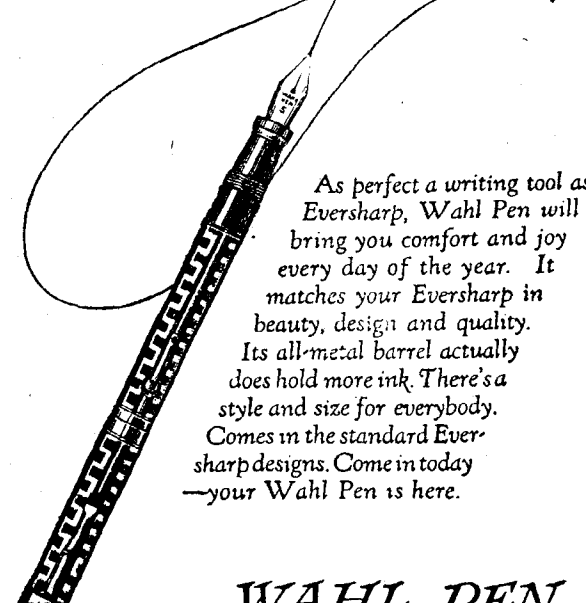 WAHL
PEN
5
As perfect a writing tool as
Eversharp, Wahl Pen will
bring you comfort and joy
every day of the year. It
matches your Eversharp in
beauty, design and quality.
Its all-metal barrel actually
does hold more ink. There's a
style and size for everybody.
Comes in the standard Ever-
sharp designs. Come in today
—your Wahl Pen is here.
WAHL PEN